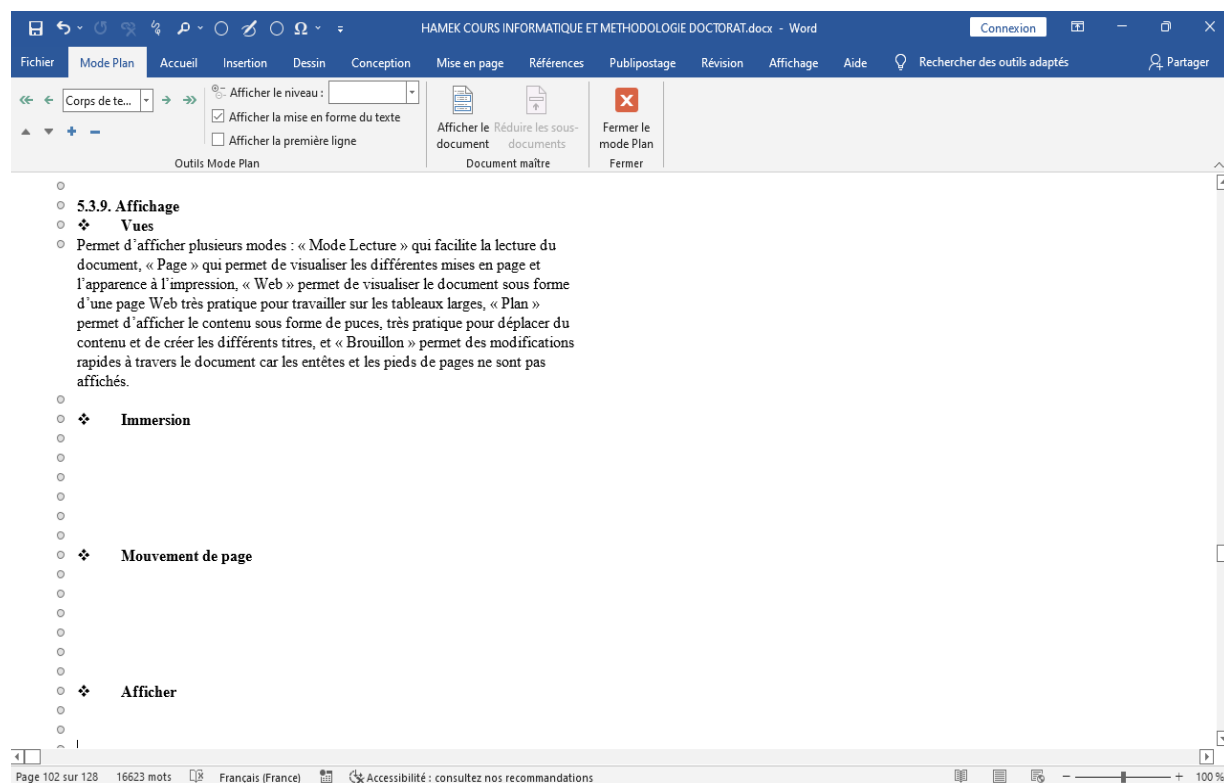 HAMEK COURS INFORMATIQUE ET METHODOLOGIE DOCTORAT.docx - Word
Connexion
Fichier Mode Plan Accueil Insertion Dessin Conception Mise en page Références Publipostage Révision Affichage Aide Rechercher des outils adaptés Partager
Corps de te...
Afficher le niveau :
Afficher la mise en forme du texte
Afficher la première ligne
Outils Mode Plan
Afficher le document
Réduire les sous-documents
Document maître
Fermer le mode Plan
Fermer
5.3.9. Affichage
❖ Vues
Permet d’afficher plusieurs modes : « Mode Lecture » qui facilite la lecture du
document, « Page » qui permet de visualiser les différentes mises en page et
l’apparence à l’impression, « Web » permet de visualiser le document sous forme
d’une page Web très pratique pour travailler sur les tableaux larges, « Plan »
permet d’afficher le contenu sous forme de puces, très pratique pour déplacer du
contenu et de créer les différents titres, et « Brouillon » permet des modifications
rapides à travers le document car les entêtes et les pieds de pages ne sont pas
affichés.
❖ Immersion
❖ Mouvement de page
❖ Afficher
Page 102 sur 128 16623 mots Français (France) Accessibilité : consultez nos recommandations 100 %